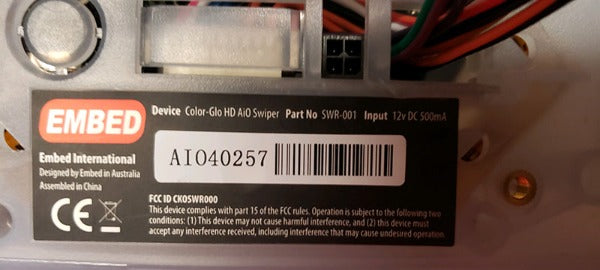 Device Color-Glo HD AiO Swiper Part No SWR-001 Input 12v DC 500mA
EMBED
AIO40257
Embed International
Designed by Embed in Australia
Assembled in China
CE
FCC ID CKOSWR000
This device complies with part 15 of the FCC rules. Operation is subject to the following two
conditions: (1) This device may not cause harmful interference, and (2) this device must
accept any interference received, including interference that may cause undesired operation.